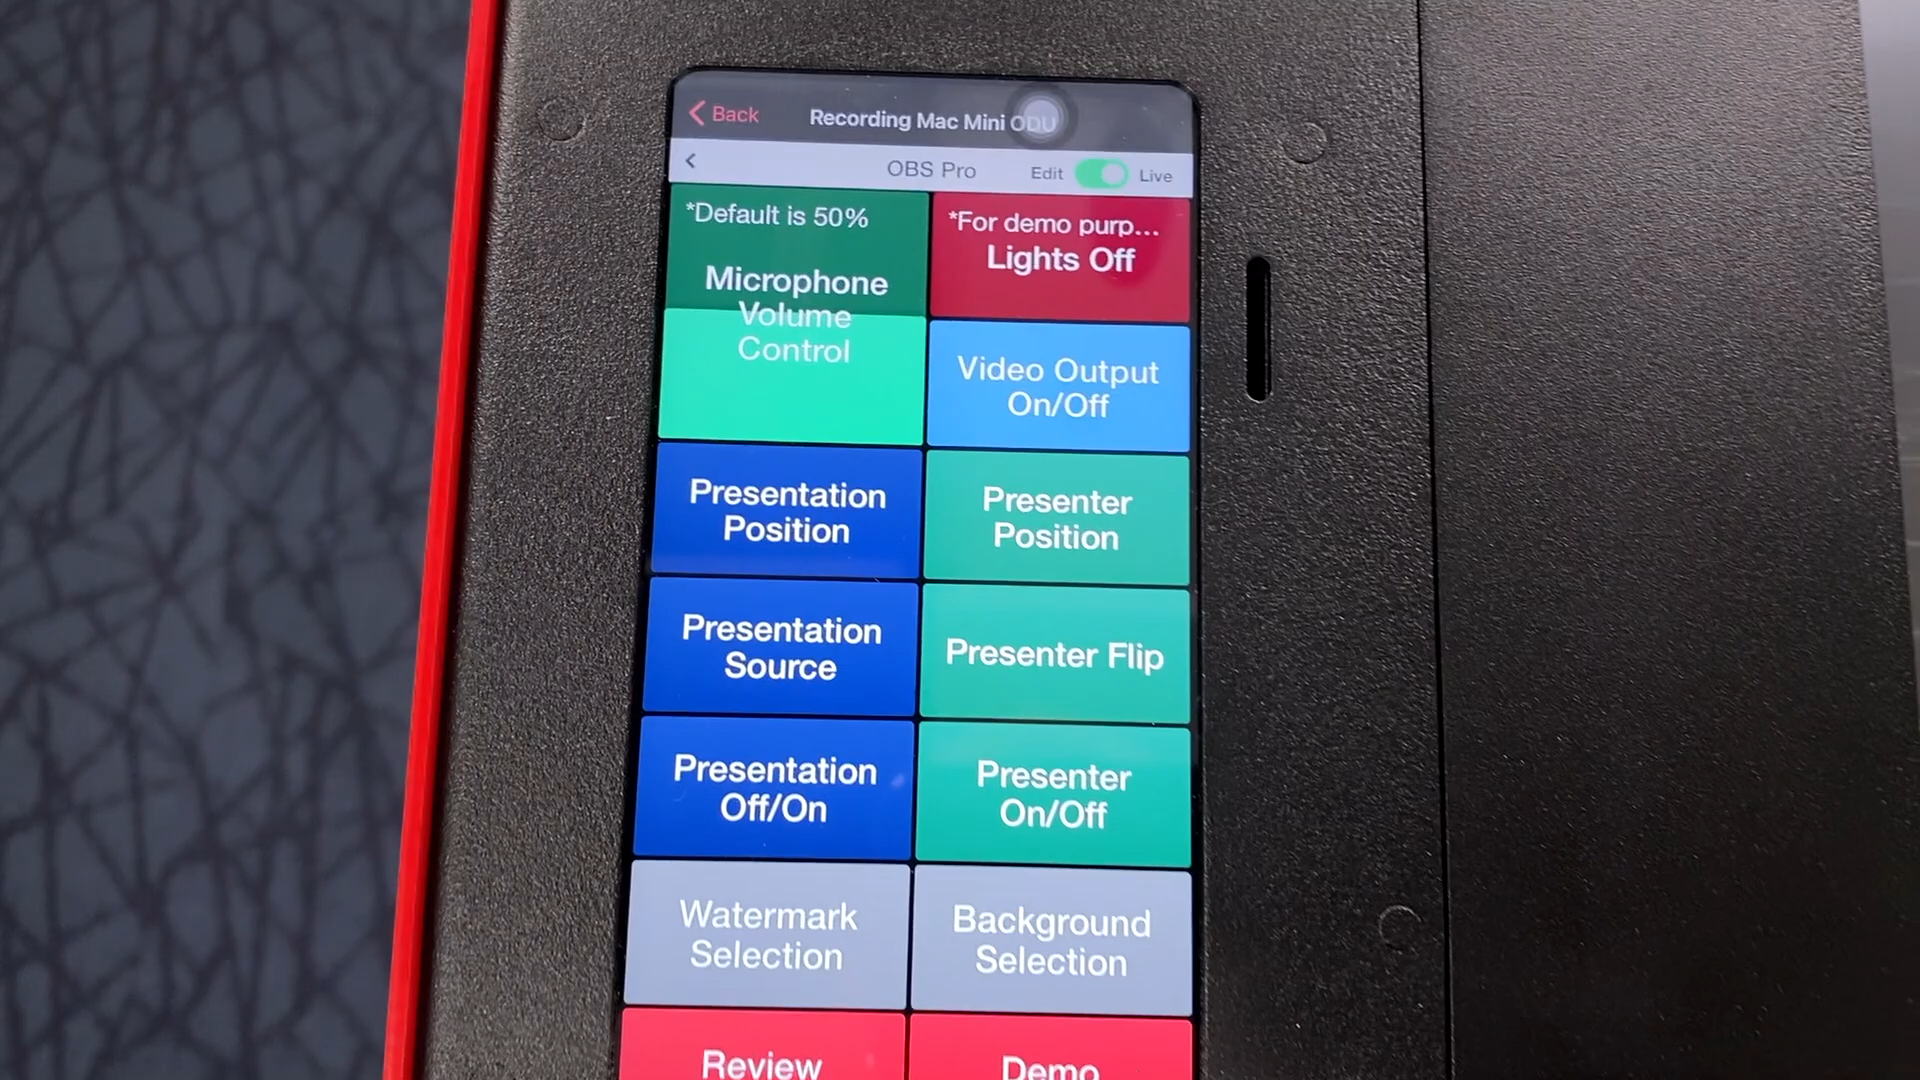 Back
Recording Mac Mini ODU
OBS Pro
Edit
Live
*Default is 50%
Microphone
Volume
Control
*For demo purp...
Lights Off
Video Output
On/Off
Presentation
Position
Presenter
Position
Presentation
Source
Presenter Flip
Presentation
Off/On
Presenter
On/Off
Watermark
Selection
Background
Selection
Review
Demo